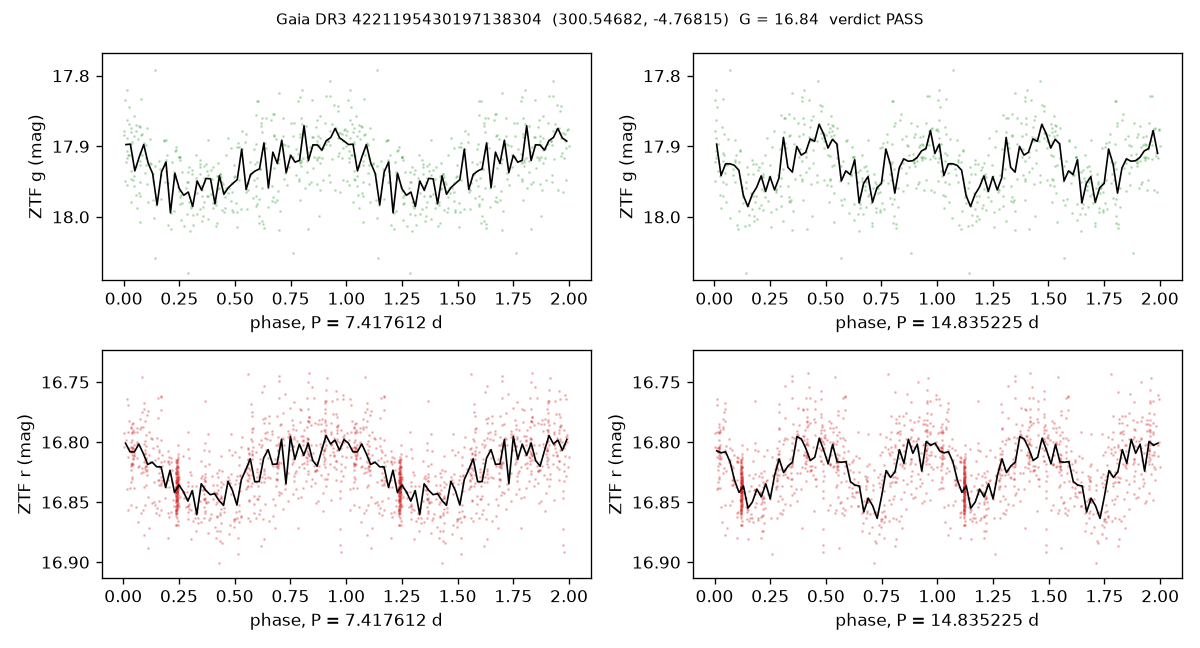 Gaia DR3 4221195430197138304  (300.54682, -4.76815)  G = 16.84  verdict PASS
ZTF g (mag)
17.8
17.9
18.0
0.00 0.25 0.50 0.75 1.00 1.25 1.50 1.75 2.00
phase, P = 7.417612 d
ZTF g (mag)
17.8
17.9
18.0
0.00 0.25 0.50 0.75 1.00 1.25 1.50 1.75 2.00
phase, P = 14.835225 d
ZTF r (mag)
16.75
16.80
16.85
16.90
0.00 0.25 0.50 0.75 1.00 1.25 1.50 1.75 2.00
phase, P = 7.417612 d
ZTF r (mag)
16.75
16.80
16.85
16.90
0.00 0.25 0.50 0.75 1.00 1.25 1.50 1.75 2.00
phase, P = 14.835225 d